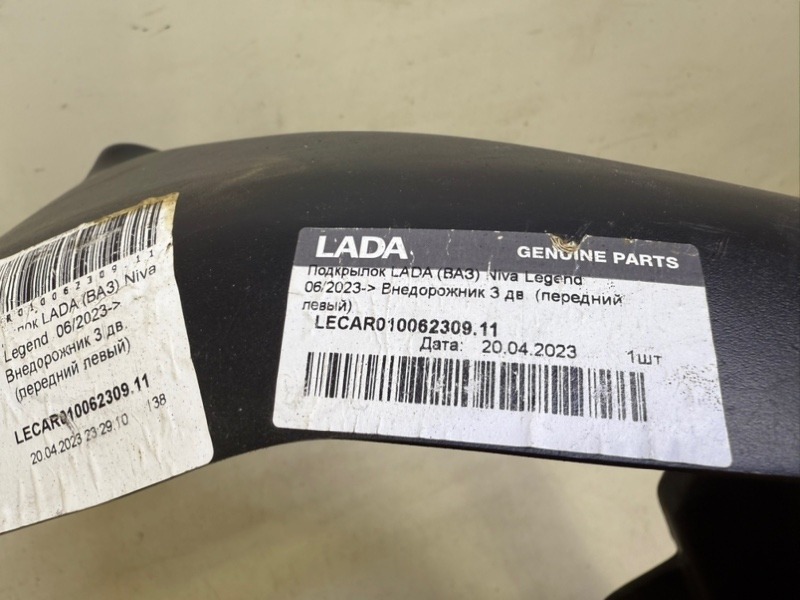 R010062309.11
лок LADA (ВАЗ) Niva
Legend 06/2023->
Внедорожник 3 дв.
(передний левый)
LECAR010062309.11
20.04.2023 23:29:10 138
LADA GENUINE PARTS
Подкрылок LADA (ВАЗ) Niva Legend
06/2023-> Внедорожник 3 дв (передний
левый)
LECAR010062309.11
Дата: 20.04.2023 1шт